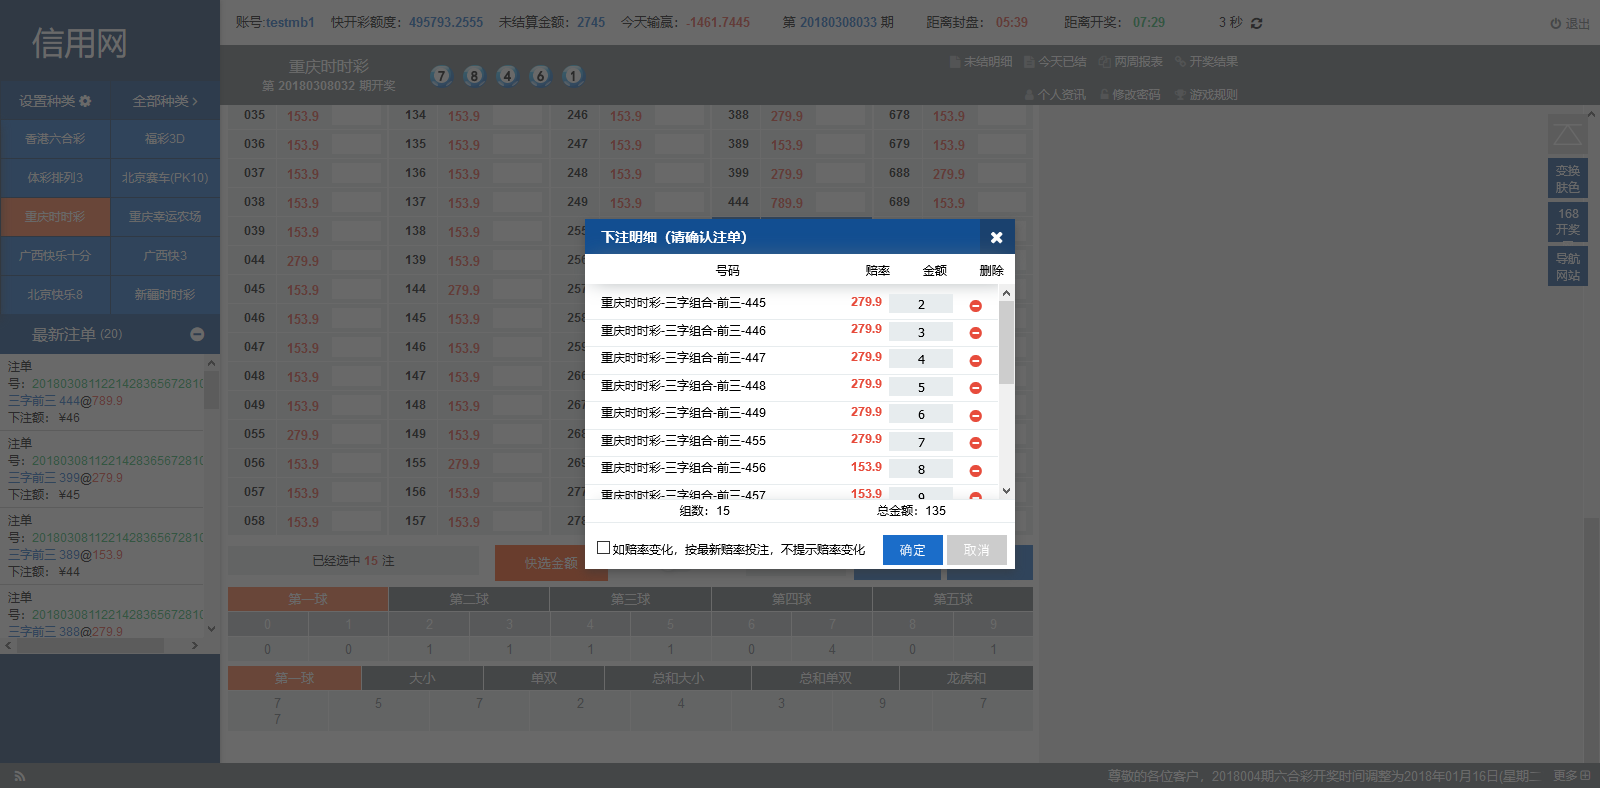 信用网
账号:testmb1 快开彩额度：495793.2555 未结算金额：2745 今天输赢：-1461.7445 第 20180308033 期 距离封盘： 05:39 距离开奖： 07:29 3 秒 退出
重庆时时彩
第 20180308032 期开奖
7 8 4 6 1
未结明细 今天已结 两周报表 开奖结果
个人资讯 修改密码 游戏规则
设置种类 全部种类
香港六合彩 福彩3D
体彩排列3 北京赛车(PK10)
重庆时时彩 重庆幸运农场
广西快乐十分 广西快3
北京快乐8 新疆时时彩
最新注单 (20)
注单
号：2018030811221428365672810
三字前三 444@789.9
下注额： ¥46
注单
号：2018030811221428365672810
三字前三 399@279.9
下注额： ¥45
注单
号：2018030811221428365672810
三字前三 389@153.9
下注额： ¥44
注单
号：2018030811221428365672810
三字前三 388@279.9
035 153.9 134 153.9 246 153.9 388 279.9 678 153.9
036 153.9 135 153.9 247 153.9 389 153.9 679 153.9
037 153.9 136 153.9 248 153.9 399 279.9 688 279.9
038 153.9 137 153.9 249 153.9 444 789.9 689 153.9
039 153.9 138 153.9 255
044 279.9 139 153.9 256
045 153.9 144 279.9 257
046 153.9 145 153.9 258
047 153.9 146 153.9 259
048 153.9 147 153.9 266
049 153.9 148 153.9 267
055 279.9 149 153.9 268
056 153.9 155 279.9 269
057 153.9 156 153.9 277
058 153.9 157 153.9 278
下注明细（请确认注单）
号码 赔率 金额 删除
重庆时时彩-三字组合-前三-445 279.9 2
重庆时时彩-三字组合-前三-446 279.9 3
重庆时时彩-三字组合-前三-447 279.9 4
重庆时时彩-三字组合-前三-448 279.9 5
重庆时时彩-三字组合-前三-449 279.9 6
重庆时时彩-三字组合-前三-455 279.9 7
重庆时时彩-三字组合-前三-456 153.9 8
重庆时时彩-三字组合-前三-457 153.9 9
组数：15 总金额：135
如赔率变化，按最新赔率投注，不提示赔率变化 确定 取消
已经选中 15 注 快选金额
第一球 第二球 第三球 第四球 第五球
0 1 2 3 4 5 6 7 8 9
0 0 1 1 1 1 0 4 0 1
第一球 大小 单双 总和大小 总和单双 龙虎和
7 5 7 2 4 3 9 7
7
变换
肤色
168
开奖
导航
网站
尊敬的各位客户，2018004期六合彩开奖时间调整为2018年01月16日(星期二 更多